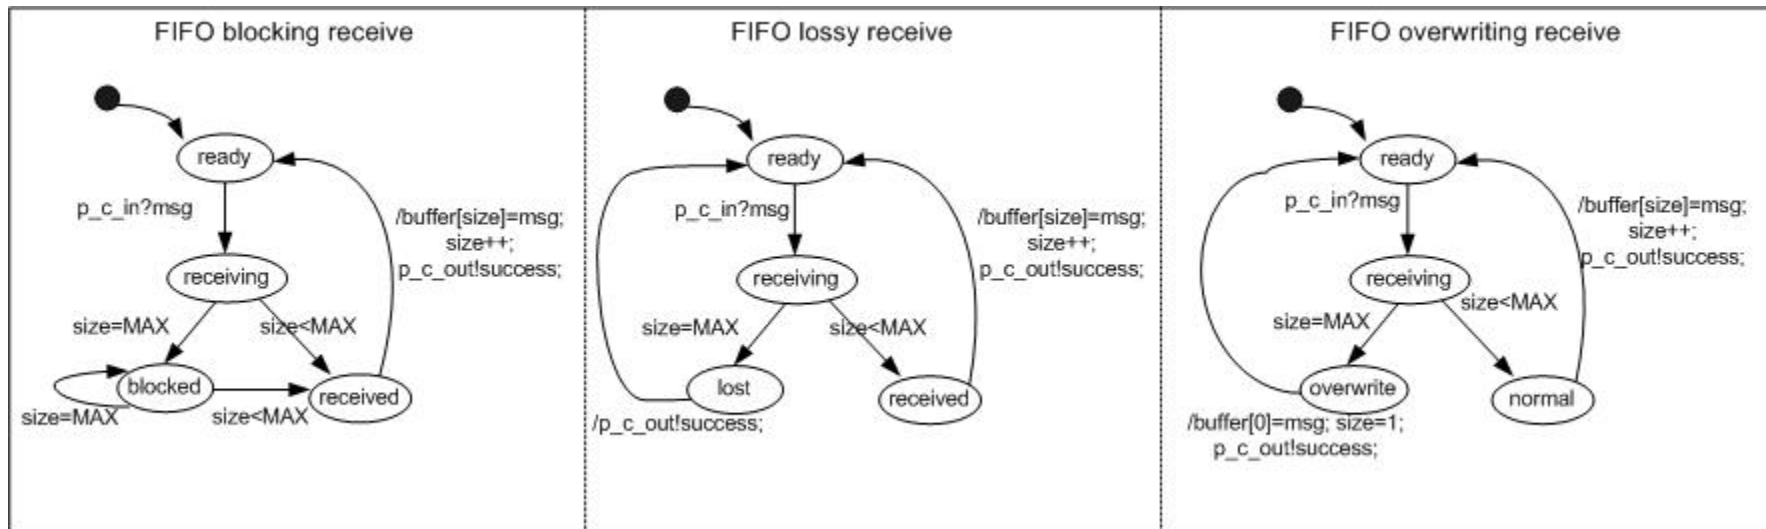 FIFO blocking receive
ready
p_c_in?msg
/buffer[size]=msg;
size++;
p_c_out!success;
receiving
size=MAX
size<MAX
blocked
received
size=MAX
size<MAX
FIFO lossy receive
ready
p_c_in?msg
/buffer[size]=msg;
size++;
p_c_out!success;
receiving
size=MAX
size<MAX
lost
received
/p_c_out!success;
FIFO overwriting receive
ready
p_c_in?msg
/buffer[size]=msg;
size++;
p_c_out!success;
receiving
size<MAX
size=MAX
overwrite
normal
/buffer[0]=msg; size=1;
p_c_out!success;